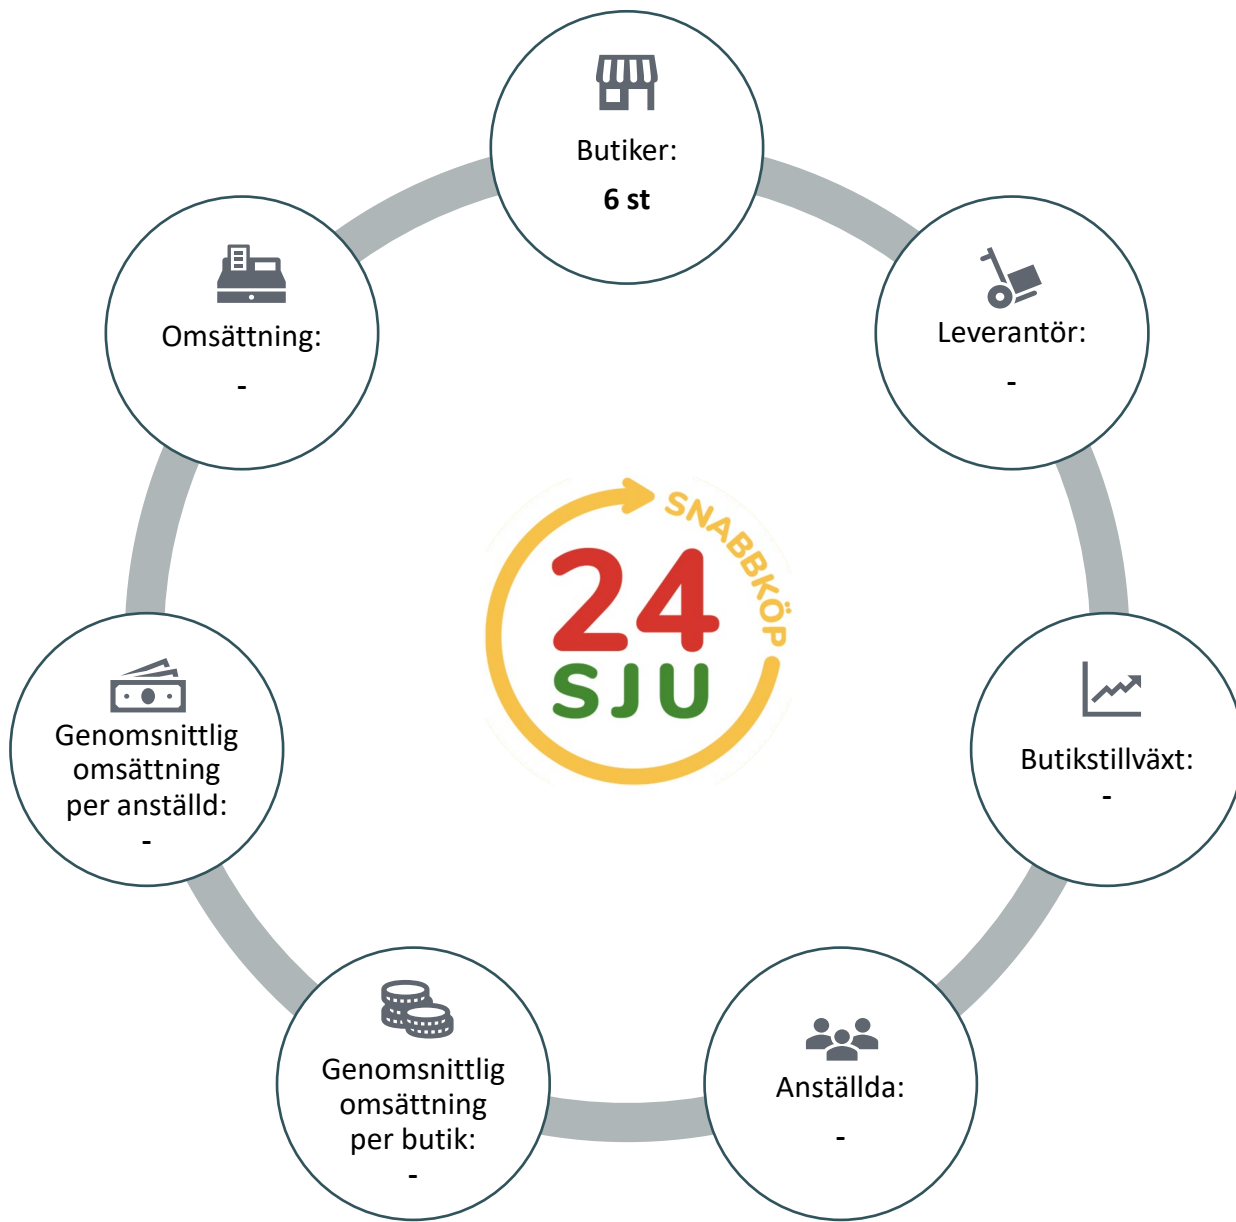 Butiker:
6 st
Leverantör:
-
Butikstillväxt:
-
Anställda:
-
Genomsnittlig
omsättning
per butik:
-
Genomsnittlig
omsättning
per anställd:
-
Omsättning:
-
SNABBKÖP
24
SJU